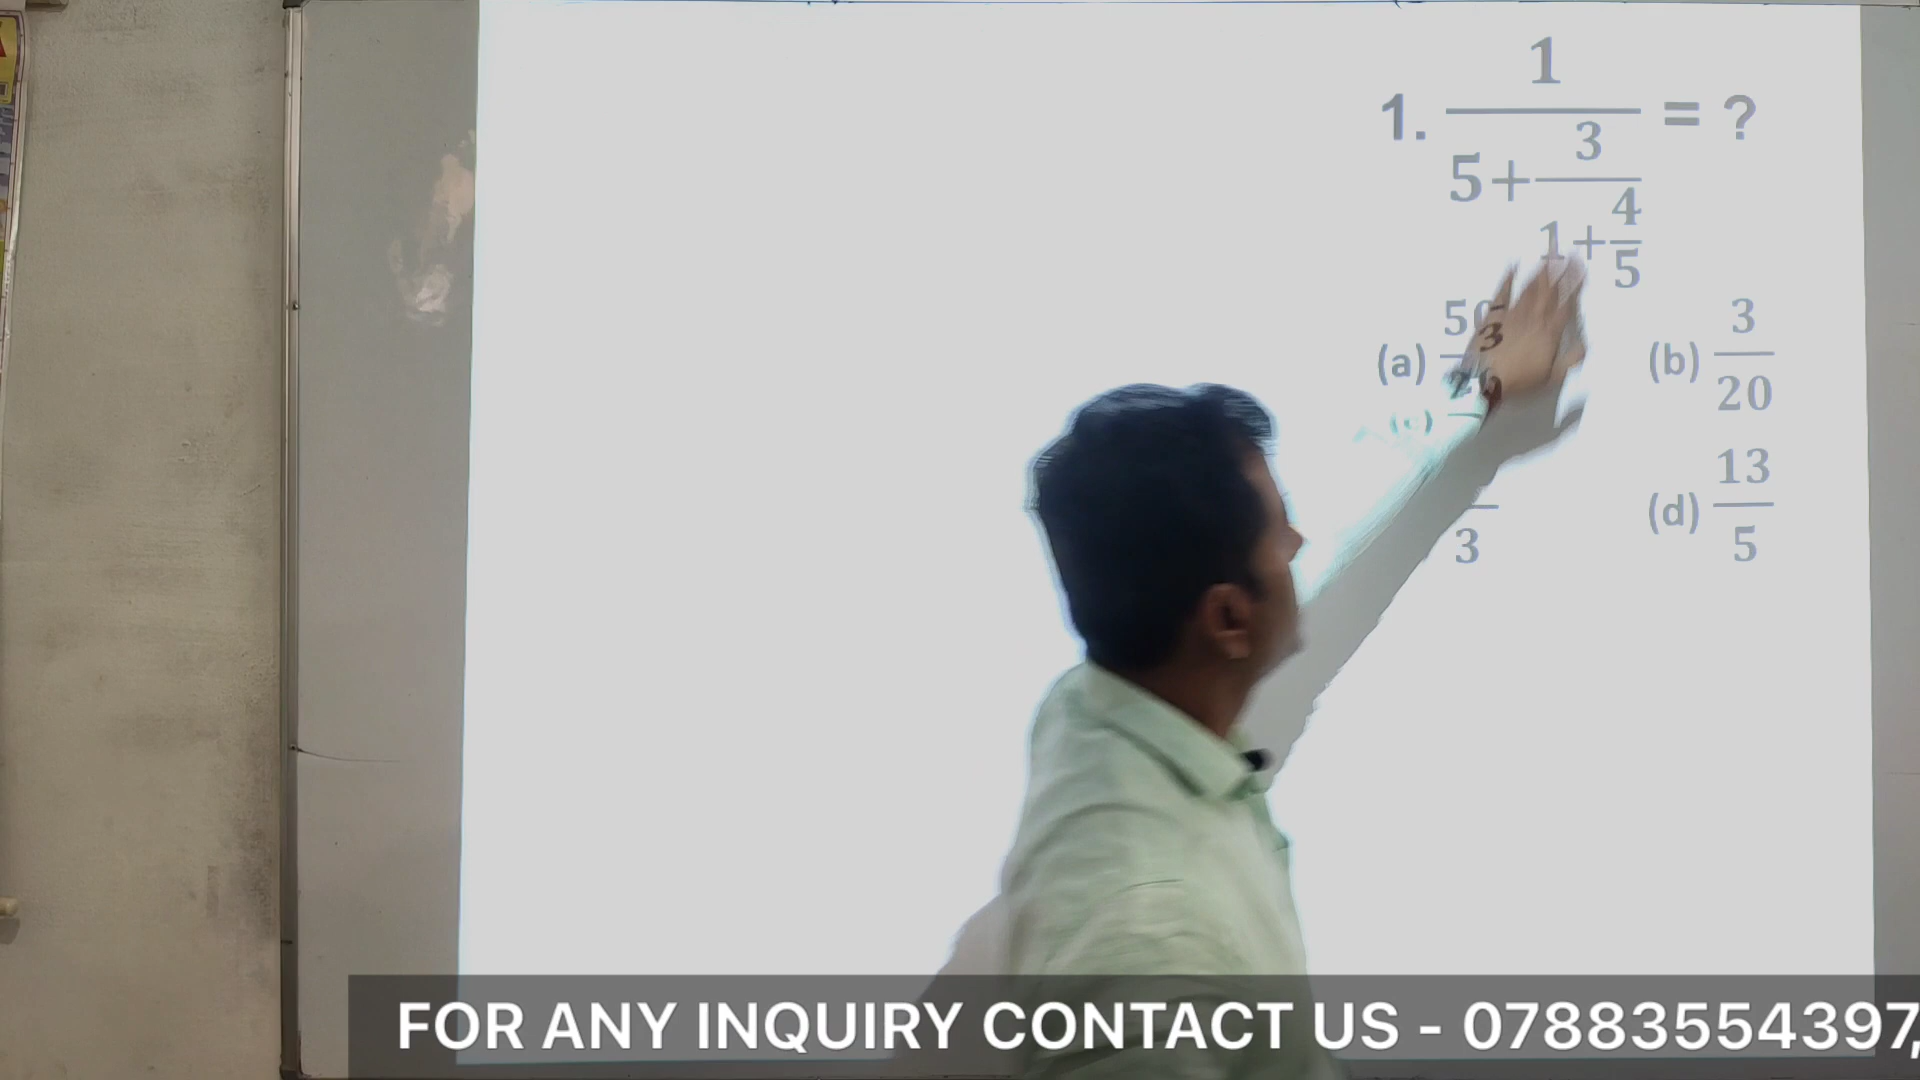 1. 1/(5+3/(1+4/5)) = ?
(a) (b) 3/20
3 (d) 13/5
FOR ANY INQUIRY CONTACT US - 07883554397,